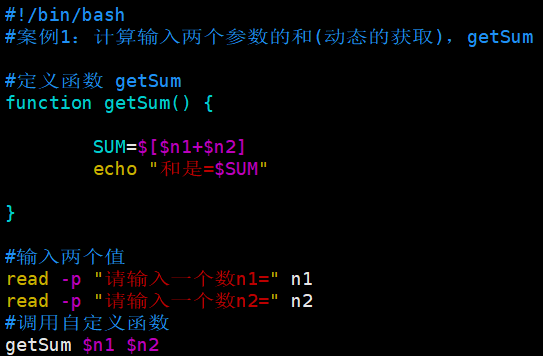 #!/bin/bash
#案例1：计算输入两个参数的和(动态的获取)，getSum
#定义函数 getSum
function getSum() {
SUM=$[$n1+$n2]
echo "和是=$SUM"
}
#输入两个值
read -p "请输入一个数n1=" n1
read -p "请输入一个数n2=" n2
#调用自定义函数
getSum $n1 $n2